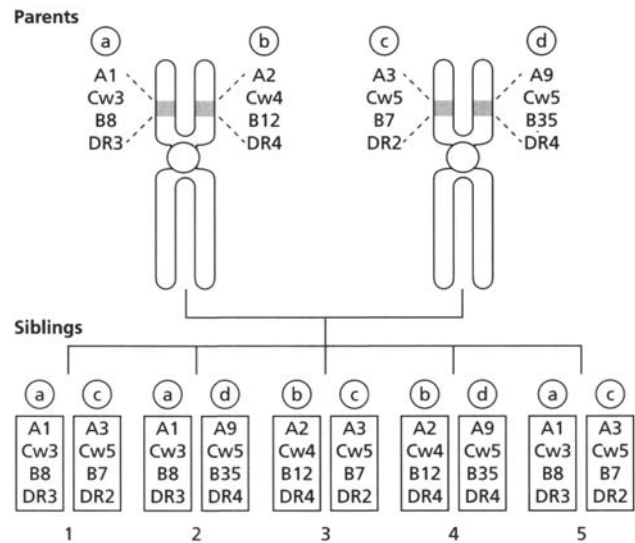 Parents
a b c d
A1 A2 A3 A9
Cw3 Cw4 Cw5 Cw5
B8 B12 B7 B35
DR3 DR4 DR2 DR4
Siblings
a c a d b c b d a c
A1 A3 A1 A9 A2 A3 A2 A9 A1 A3
Cw3 Cw5 Cw3 Cw5 Cw4 Cw5 Cw4 Cw5 Cw3 Cw5
B8 B7 B8 B35 B12 B7 B12 B35 B8 B7
DR3 DR2 DR3 DR4 DR4 DR2 DR4 DR4 DR3 DR2
1 2 3 4 5